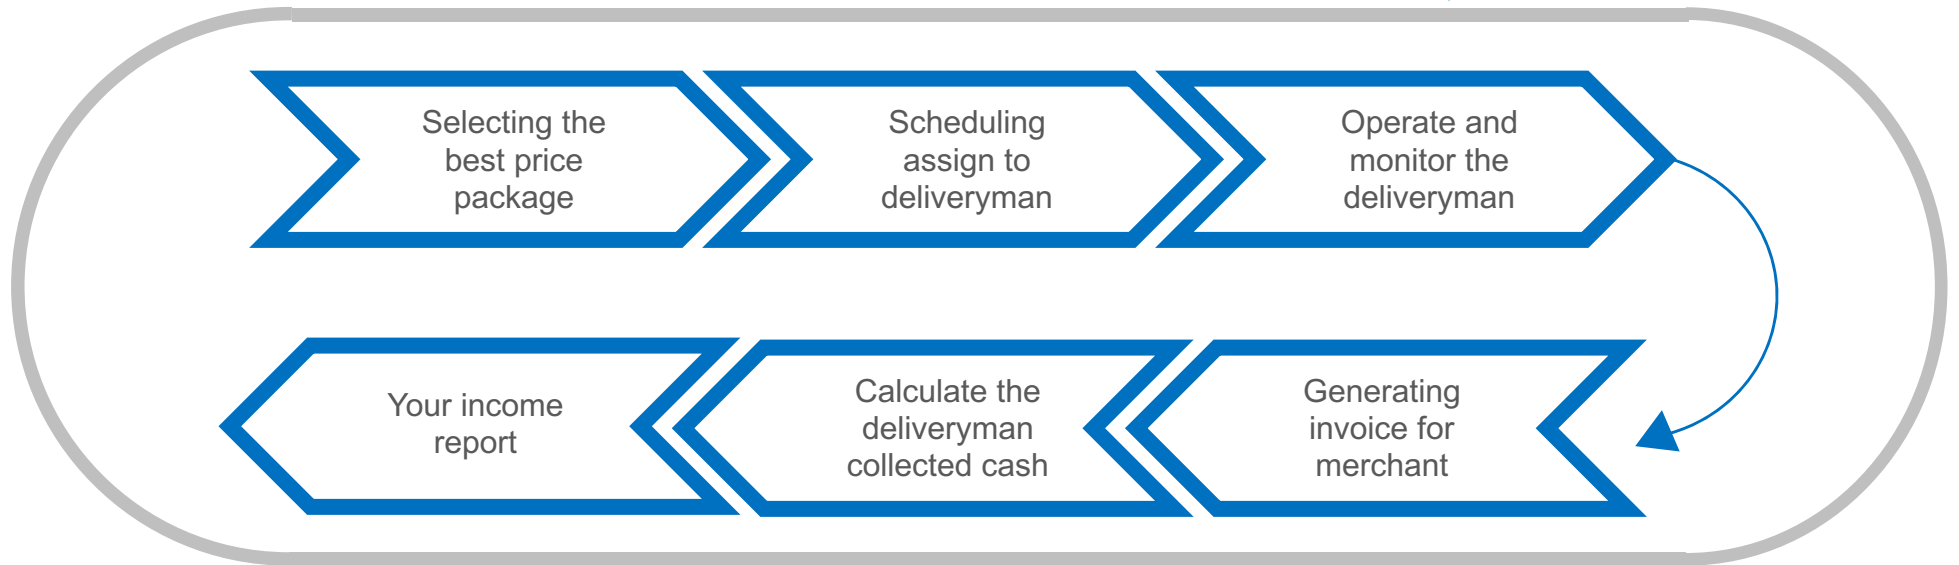 Selecting the
best price
package
Scheduling
assign to
deliveryman
Operate and
monitor the
deliveryman
Generating
invoice for
merchant
Calculate the
deliveryman
collected cash
Your income
report